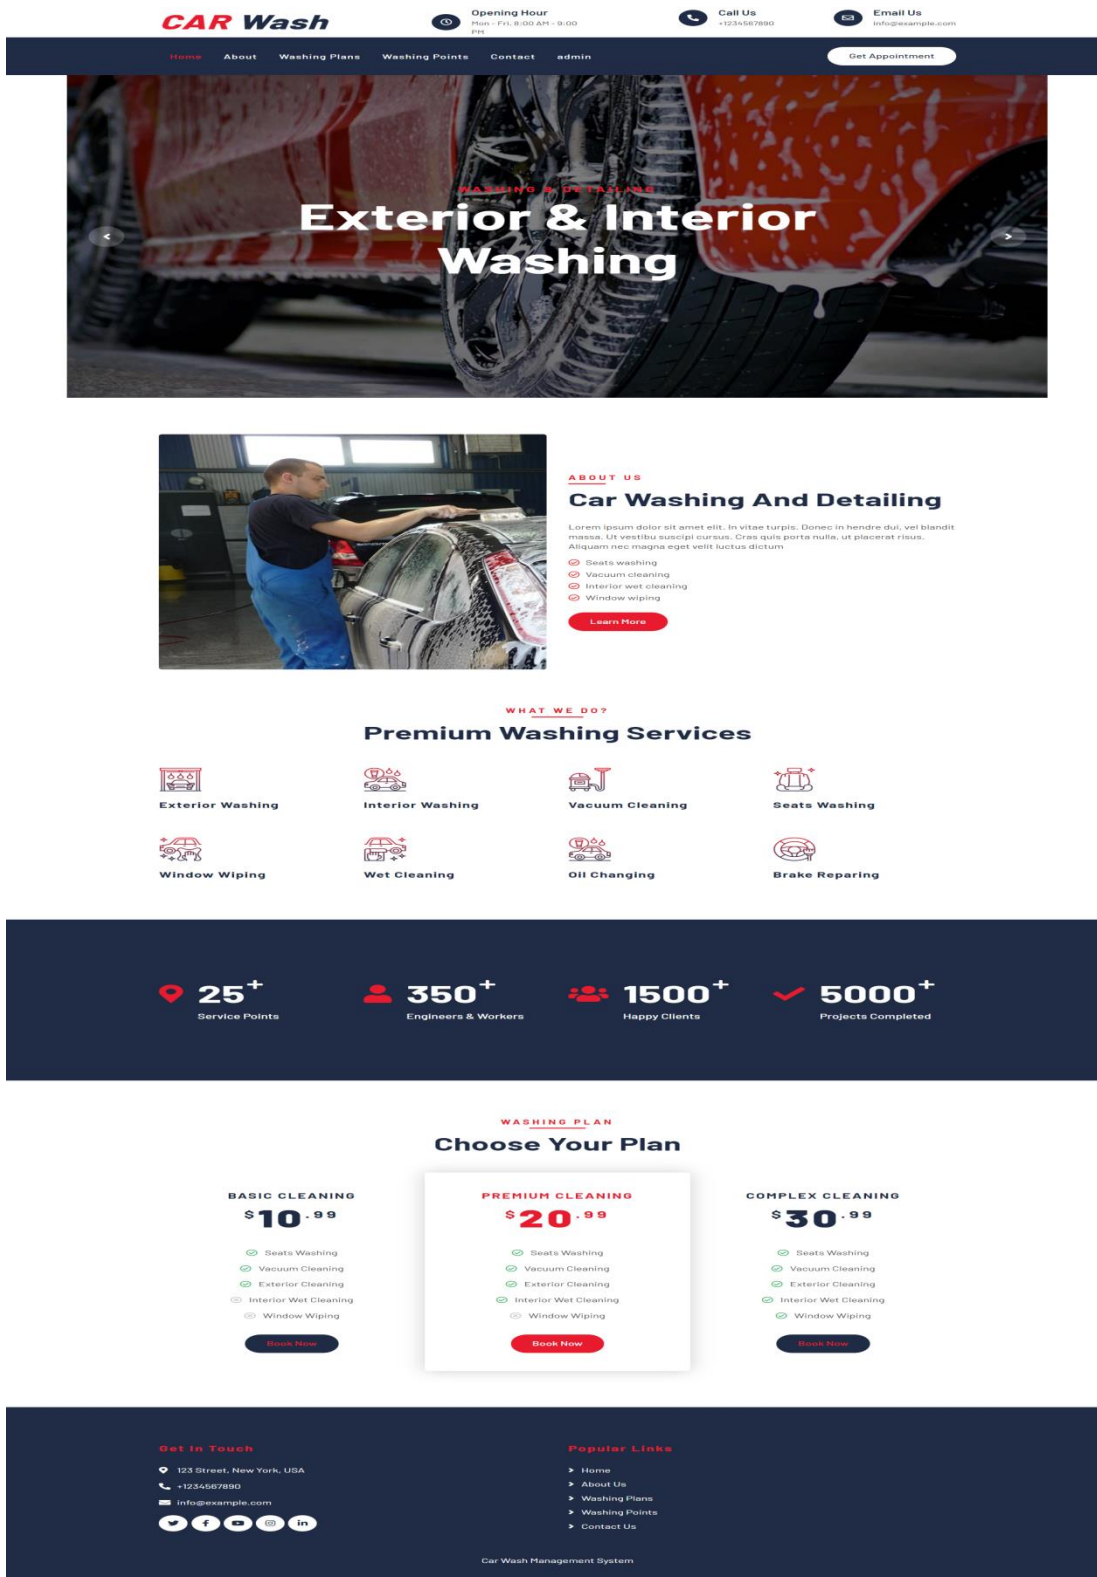 CAR Wash
Opening Hour
Mon - Fri, 8:00 AM - 9:00
PM
Call Us
+1234567890
Email Us
info@example.com
Home About Washing Plans Washing Points Contact admin
Get Appointment
WASHING & DETAILING
Exterior & Interior
Washing
<
>
ABOUT US
Car Washing And Detailing
Lorem ipsum dolor sit amet elit. In vitae turpis. Donec in hendre dui, vel blandit
massa. Ut vestibu suscipi cursus. Cras quis porta nulla, ut placerat risus.
Aliquam nec magna eget velit luctus dictum
Seats washing
Vacuum cleaning
Interior wet cleaning
Window wiping
Learn More
WHAT WE DO?
Premium Washing Services
Exterior Washing
Interior Washing
Vacuum Cleaning
Seats Washing
Window Wiping
Wet Cleaning
Oil Changing
Brake Reparing
25+
Service Points
350+
Engineers & Workers
1500+
Happy Clients
5000+
Projects Completed
WASHING PLAN
Choose Your Plan
BASIC CLEANING
$10.99
Seats Washing
Vacuum Cleaning
Exterior Cleaning
Interior Wet Cleaning
Window Wiping
Book Now
PREMIUM CLEANING
$20.99
Seats Washing
Vacuum Cleaning
Exterior Cleaning
Interior Wet Cleaning
Window Wiping
Book Now
COMPLEX CLEANING
$30.99
Seats Washing
Vacuum Cleaning
Exterior Cleaning
Interior Wet Cleaning
Window Wiping
Book Now
Get In Touch
123 Street, New York, USA
+1234567890
info@example.com
Popular Links
> Home
> About Us
> Washing Plans
> Washing Points
> Contact Us
Car Wash Management System